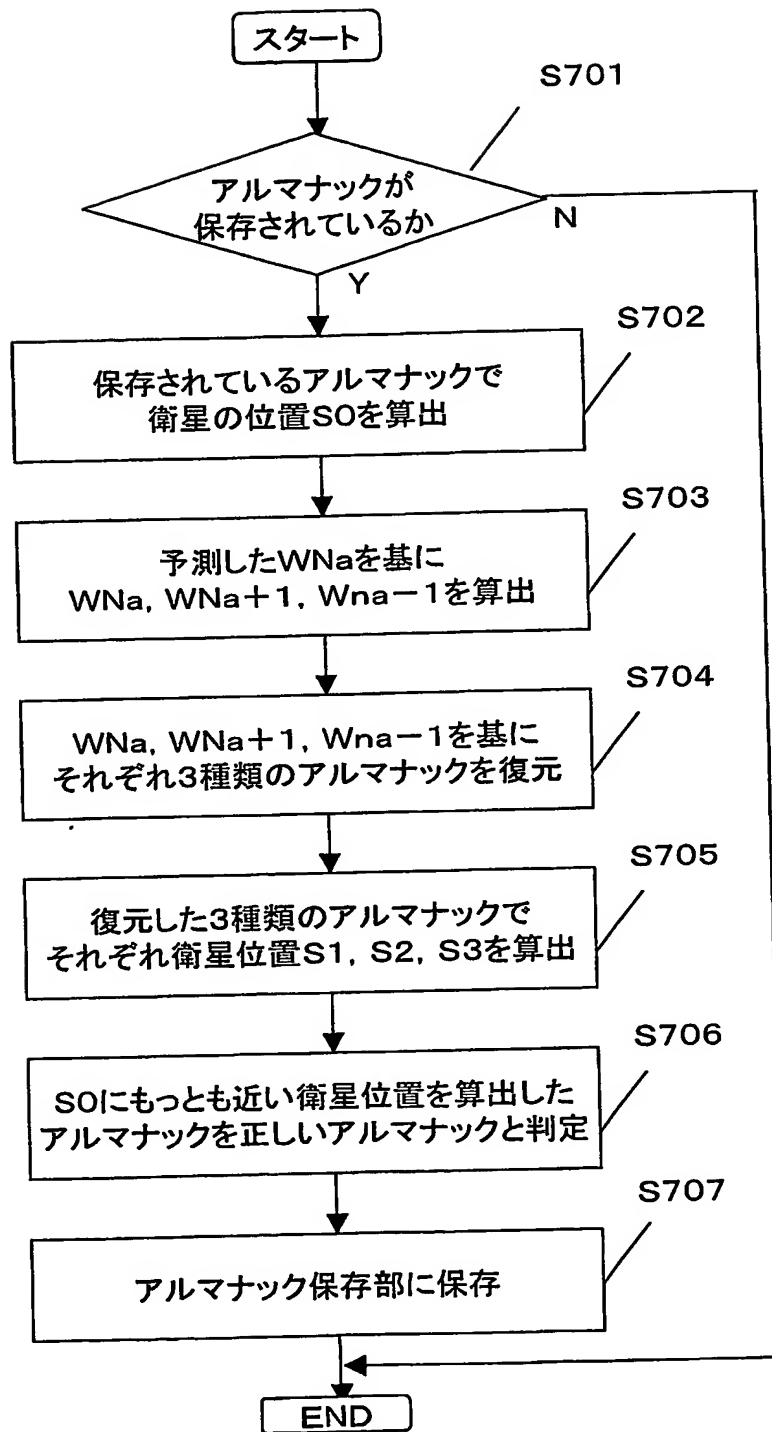 スタート
S701
アルマナックが
保存されているか
N
Y
S702
保存されているアルマナックで
衛星の位置S0を算出
S703
予測したWNaを基に
WNa, WNa+1, Wna-1を算出
S704
WNa, WNa+1, Wna-1を基に
それぞれ3種類のアルマナックを復元
S705
復元した3種類のアルマナックで
それぞれ衛星位置S1, S2, S3を算出
S706
S0にもっとも近い衛星位置を算出した
アルマナックを正しいアルマナックと判定
S707
アルマナック保存部に保存
END